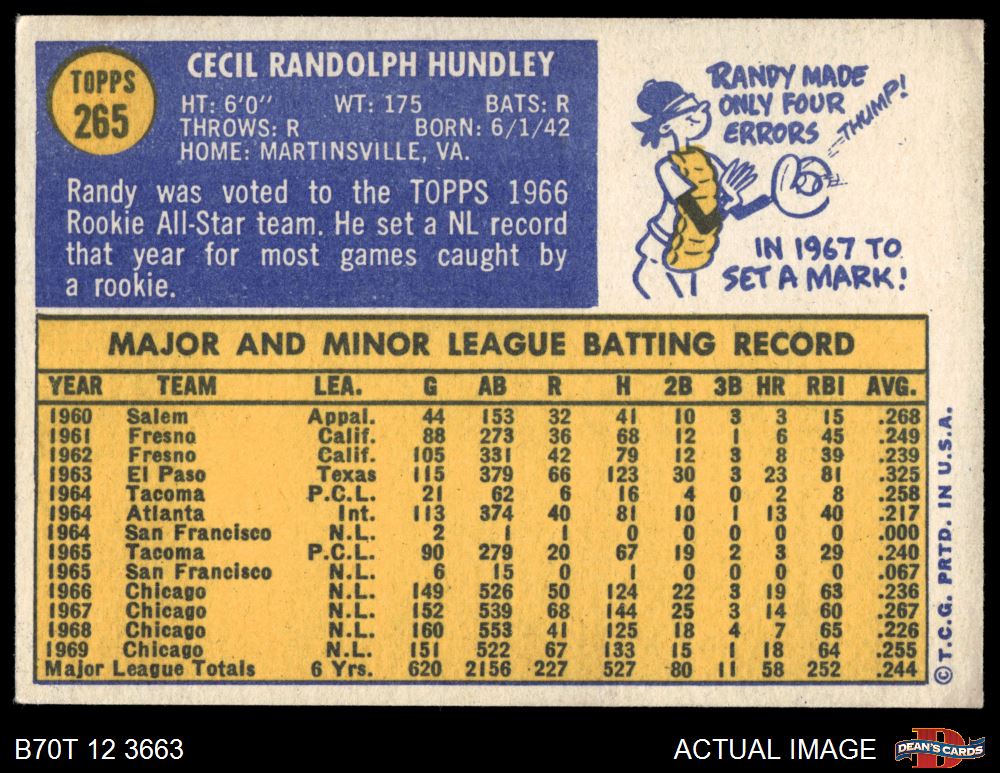 TOPPS
265
CECIL RANDOLPH HUNDLEY
HT: 6'0" WT: 175 BATS: R
THROWS: R BORN: 6/1/42
HOME: MARTINSVILLE, VA.
Randy was voted to the TOPPS 1966
Rookie All-Star team. He set a NL record
that year for most games caught by
a rookie.
RANDY MADE
ONLY FOUR
ERRORS
THUMP!
IN 1967 TO
SET A MARK!
MAJOR AND MINOR LEAGUE BATTING RECORD
YEAR TEAM LEA. G AB R H 2B 3B HR RBI AVG.
1960 Salem Appal. 44 153 32 41 10 3 3 15 .268
1961 Fresno Calif. 88 273 36 68 12 1 6 45 .249
1962 Fresno Calif. 105 331 42 79 12 3 8 39 .239
1963 El Paso Texas 115 379 66 123 30 3 23 81 .325
1964 Tacoma P.C.L. 21 62 6 16 4 0 2 8 .258
1964 Atlanta Int. 113 374 40 81 10 1 13 40 .217
1964 San Francisco N.L. 2 1 1 0 0 0 0 0 .000
1965 Tacoma P.C.L. 90 279 20 67 19 2 3 29 .240
1965 San Francisco N.L. 6 15 0 1 0 0 0 0 .067
1966 Chicago N.L. 149 526 50 124 22 3 19 63 .236
1967 Chicago N.L. 152 539 68 144 25 3 14 60 .267
1968 Chicago N.L. 160 553 41 125 18 4 7 65 .226
1969 Chicago N.L. 151 522 67 133 15 1 18 64 .255
Major League Totals 6 Yrs. 620 2156 227 527 80 11 58 252 .244
©T.C.G. PRTD. IN U.S.A.
B70T 12 3663
ACTUAL IMAGE
D
DEAN'S CARDS